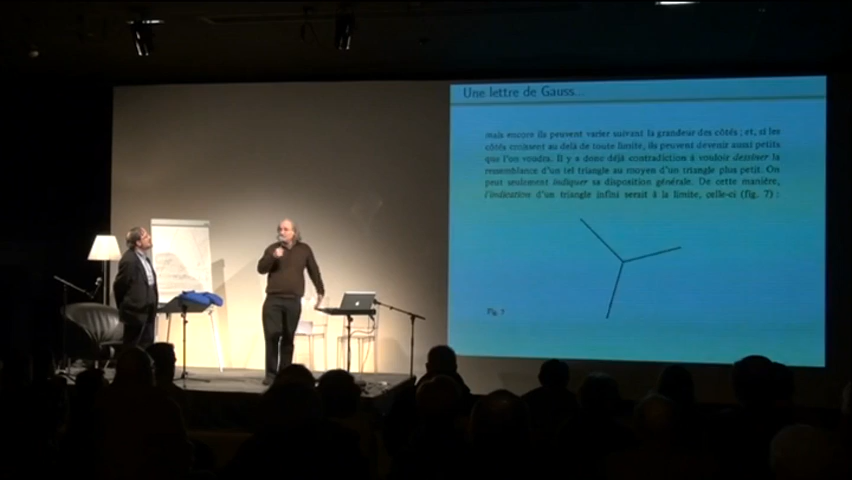 Une lettre de Gauss...
mais encore ils peuvent varier suivant la grandeur des côtés ; et, si les
côtés croissent au delà de toute limite, ils peuvent devenir aussi petits
que l'on voudra. Il y a donc déjà contradiction à vouloir dessiner la
ressemblance d'un tel triangle au moyen d'un triangle plus petit. On
peut seulement indiquer sa disposition générale. De cette manière,
l'indication d'un triangle infini serait à la limite, celle-ci (fig. 7) :
Fig. 7